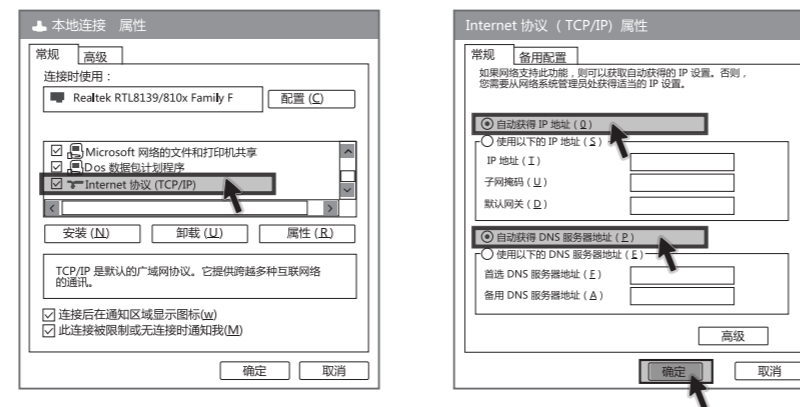 本地连接 属性
常规 高级
连接时使用：
Realtek RTL8139/810x Family F 配置 (C)
Microsoft 网络的文件和打印机共享
Dos 数据包计划程序
Internet 协议 (TCP/IP)
安装 (N) 卸载 (U) 属性 (R)
TCP/IP 是默认的广域网协议。它提供跨越多种互联网络
的通讯。
连接后在通知区域显示图标(w)
此连接被限制或无连接时通知我(M)
确定 取消
Internet 协议 （ TCP/IP) 属性
常规 备用配置
如果网络支持此功能，则可以获取自动获得的 IP 设置。否则，
您需要从网络系统管理员处获得适当的 IP 设置。
自动获得 IP 地址 ( 0 )
使用以下的 IP 地址 ( S )
IP 地址 ( I )
子网掩码 ( U )
默认网关 ( D )
自动获得 DNS 服务器地址 ( P )
使用以下的 DNS 服务器地址 ( E )
首选 DNS 服务器地址 ( F )
备用 DNS 服务器地址 ( A )
高级
确定 取消